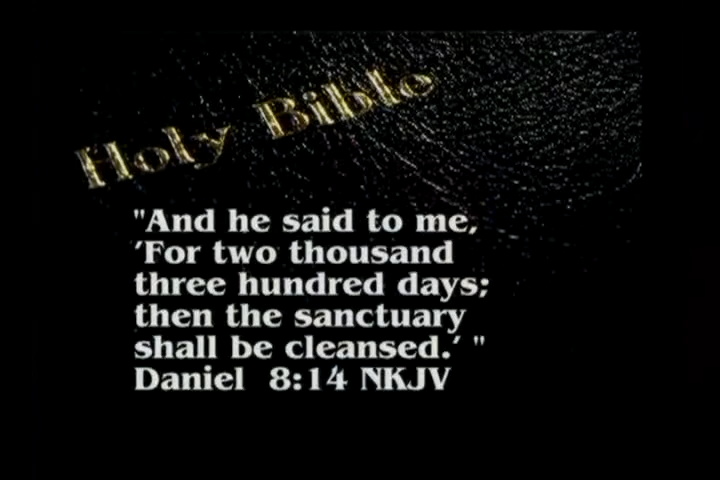 Holy Bible
"And he said to me,
'For two thousand
three hundred days;
then the sanctuary
shall be cleansed.' "
Daniel 8:14 NKJV